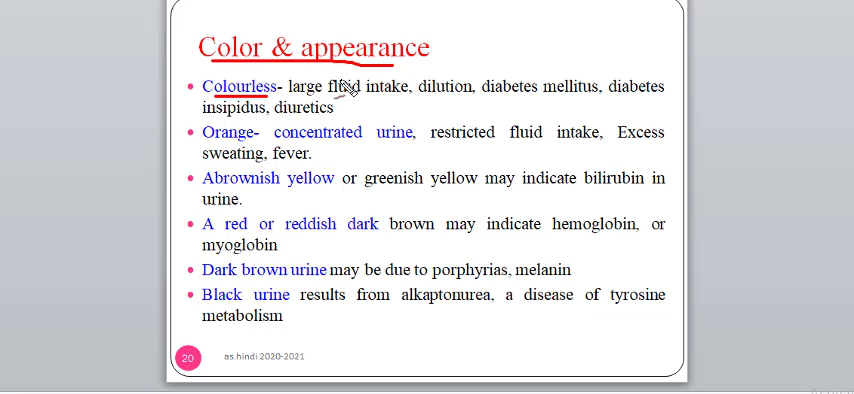 Color & appearance
• Colourless- large fluid intake, dilution, diabetes mellitus, diabetes
insipidus, diuretics
• Orange- concentrated urine, restricted fluid intake, Excess
sweating, fever.
• Abrownish yellow or greenish yellow may indicate bilirubin in
urine.
• A red or reddish dark brown may indicate hemoglobin, or
myoglobin
• Dark brown urine may be due to porphyrias, melanin
• Black urine results from alkaptonurea, a disease of tyrosine
metabolism
20 as.hindi 2020-2021